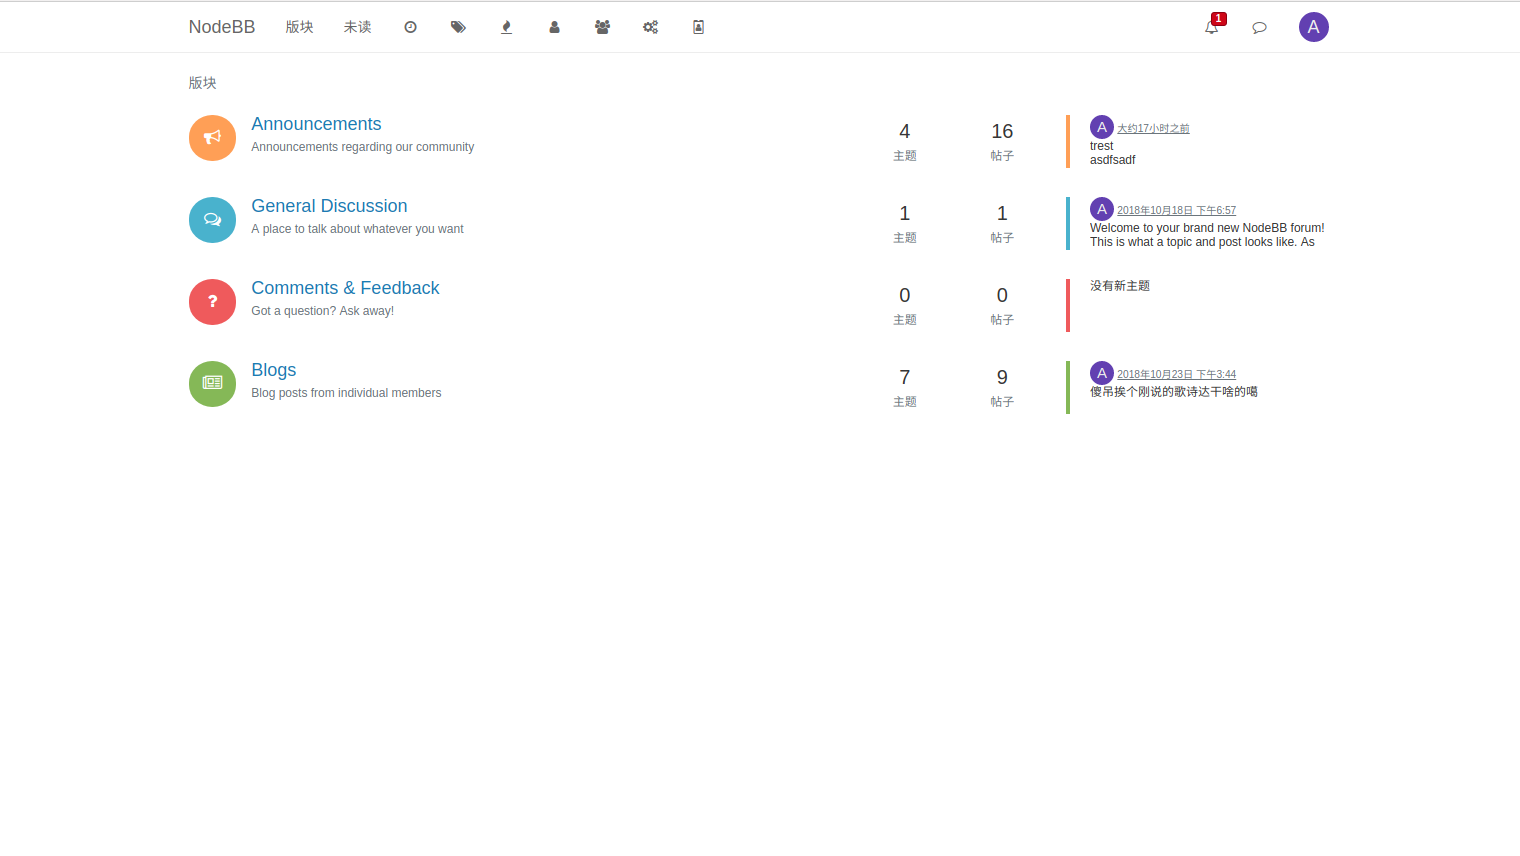 NodeBB 版块 未读 1 A
版块
Announcements
Announcements regarding our community
4
主题
16
帖子
A 大约17小时之前
trest
asdfsadf
General Discussion
A place to talk about whatever you want
1
主题
1
帖子
A 2018年10月18日 下午6:57
Welcome to your brand new NodeBB forum!
This is what a topic and post looks like. As
Comments & Feedback
Got a question? Ask away!
0
主题
0
帖子
没有新主题
Blogs
Blog posts from individual members
7
主题
9
帖子
A 2018年10月23日 下午3:44
傻吊挨个刚说的歌诗达干啥的噶